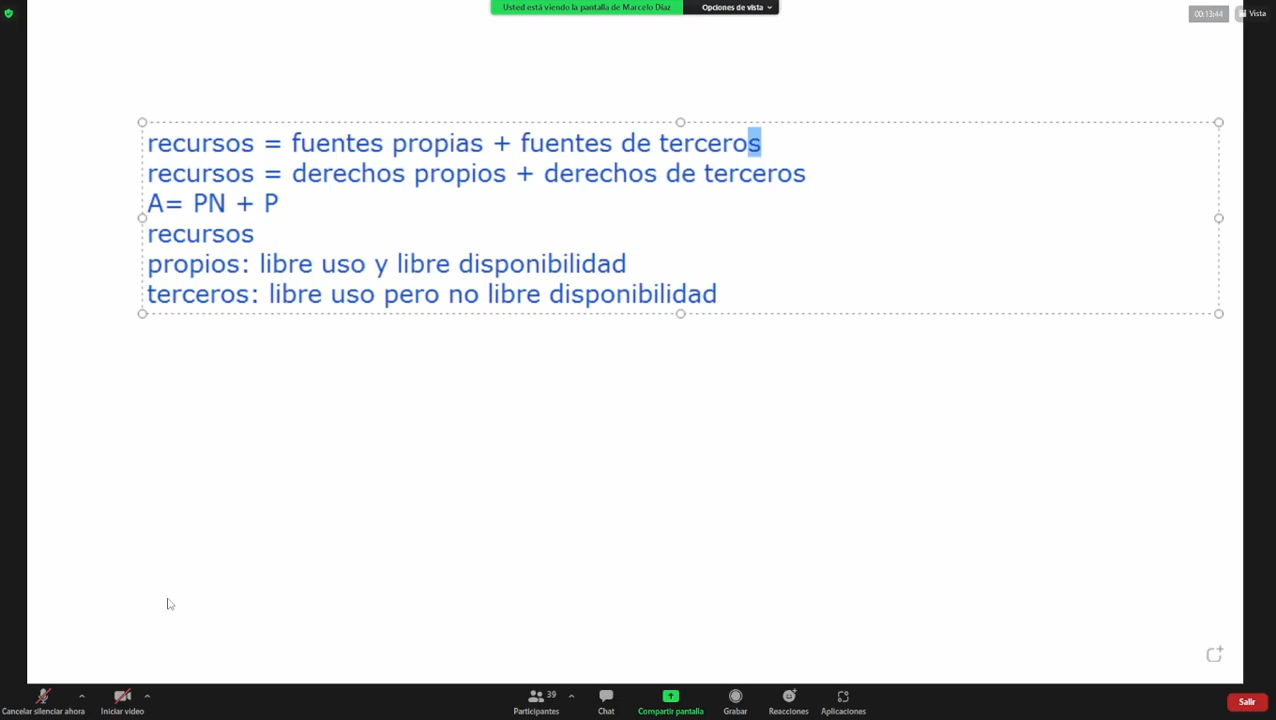 Usted está viendo la pantalla de Marcelo Diaz
Opciones de vista
00:13:44
Vista
recursos = fuentes propias + fuentes de terceros
recursos = derechos propios + derechos de terceros
A= PN + P
recursos
propios: libre uso y libre disponibilidad
terceros: libre uso pero no libre disponibilidad
Cancelar silenciar ahora
Iniciar video
39
Participantes
Chat
Compartir pantalla
Grabar
Reacciones
Aplicaciones
Salir